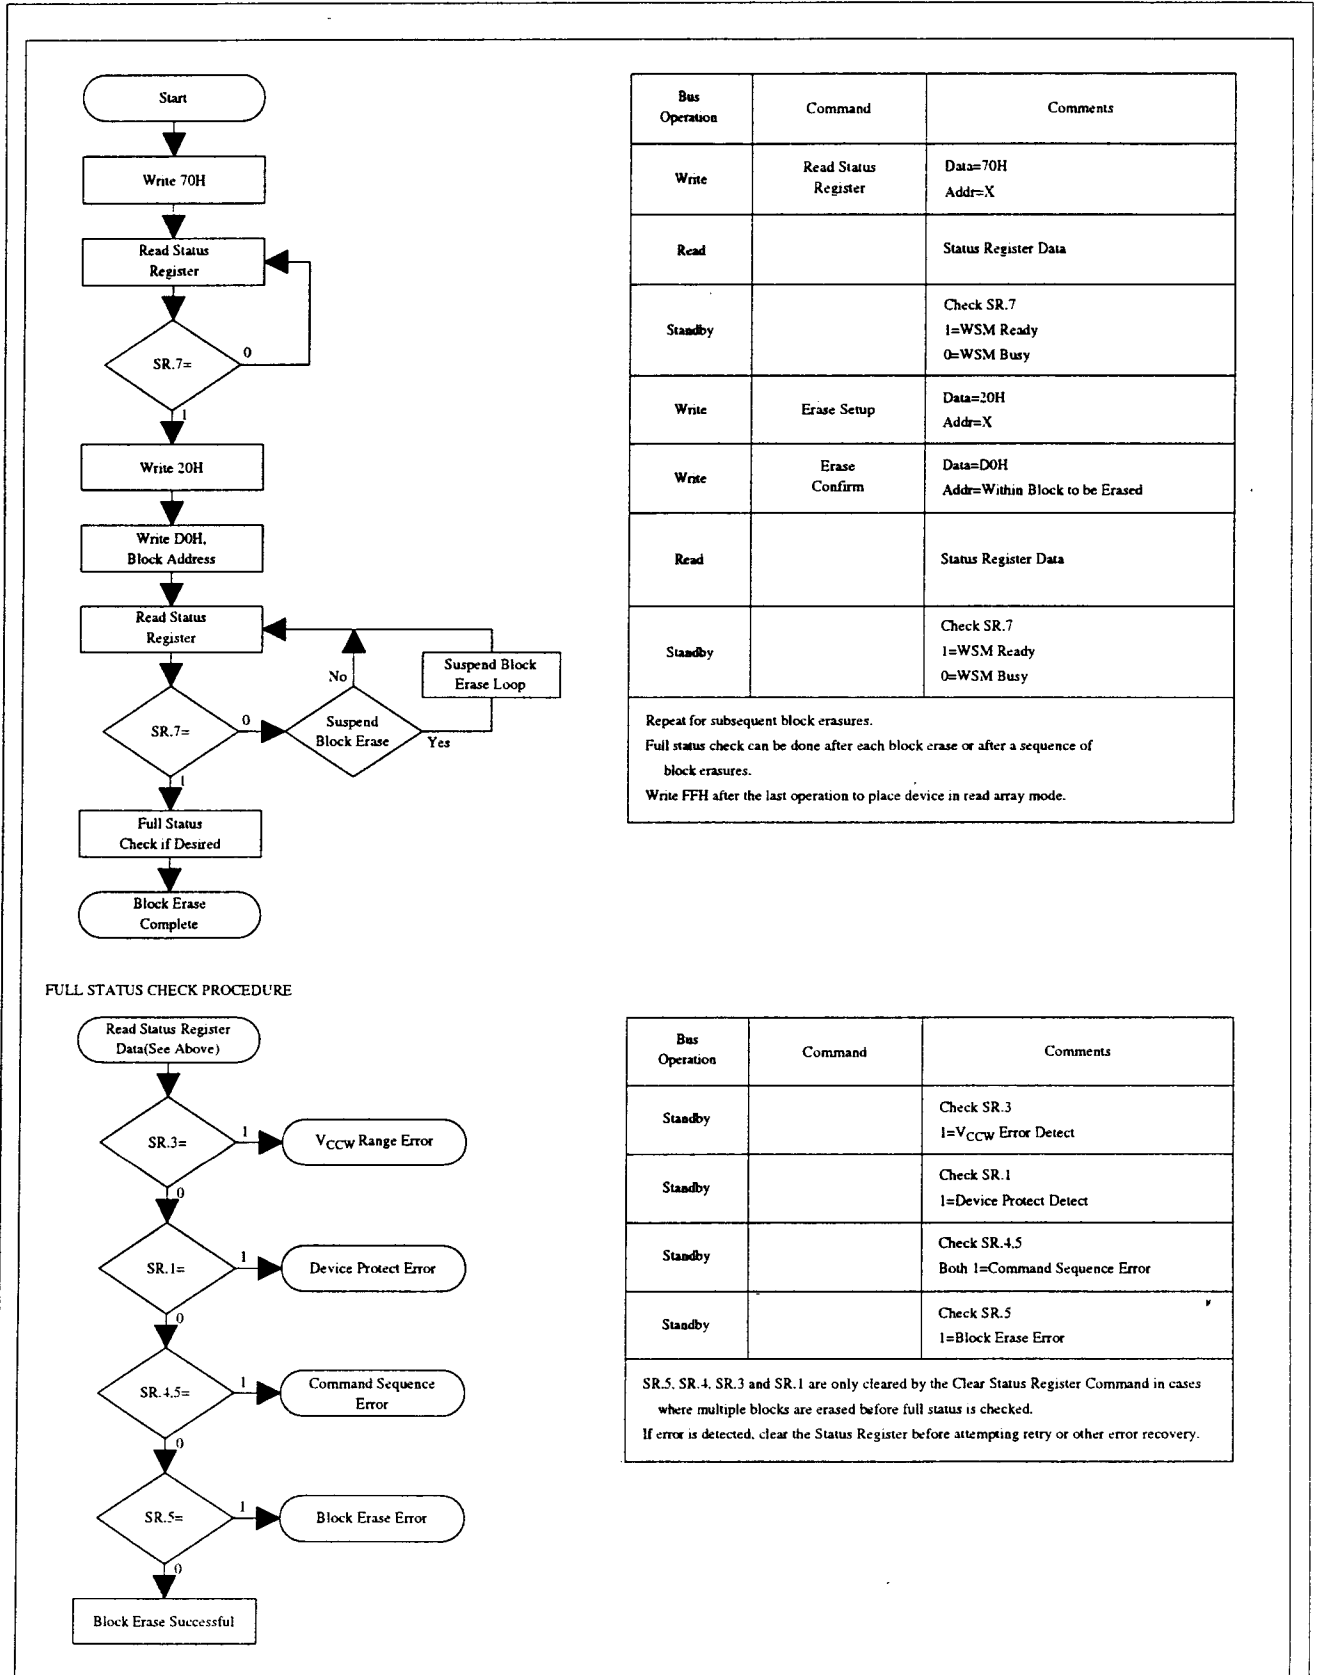 Start
Write 70H
Read Status
Register
SR.7=
0
1
Write 20H
Write D0H,
Block Address
Read Status
Register
No
Suspend Block
Erase Loop
SR.7=
0
Suspend
Block Erase
Yes
1
Full Status
Check if Desired
Block Erase
Complete
Bus
Operation
Command
Comments
Write
Read Status
Register
Data=70H
Addr=X
Read
Status Register Data
Standby
Check SR.7
1=WSM Ready
0=WSM Busy
Write
Erase Setup
Data=20H
Addr=X
Write
Erase
Confirm
Data=D0H
Addr=Within Block to be Erased
Read
Status Register Data
Standby
Check SR.7
1=WSM Ready
0=WSM Busy
Repeat for subsequent block erasures.
Full status check can be done after each block erase or after a sequence of
block erasures.
Write FFH after the last operation to place device in read array mode.
FULL STATUS CHECK PROCEDURE
Read Status Register
Data(See Above)
SR.3=
1
VCCW Range Error
0
SR.1=
1
Device Protect Error
0
SR.4,5=
1
Command Sequence
Error
0
SR.5=
1
Block Erase Error
0
Block Erase Successful
Bus
Operation
Command
Comments
Standby
Check SR.3
1=VCCW Error Detect
Standby
Check SR.1
1=Device Protect Detect
Standby
Check SR.4,5
Both 1=Command Sequence Error
Standby
Check SR.5
1=Block Erase Error
SR.5, SR.4, SR.3 and SR.1 are only cleared by the Clear Status Register Command in cases
where multiple blocks are erased before full status is checked.
If error is detected, clear the Status Register before attempting retry or other error recovery.